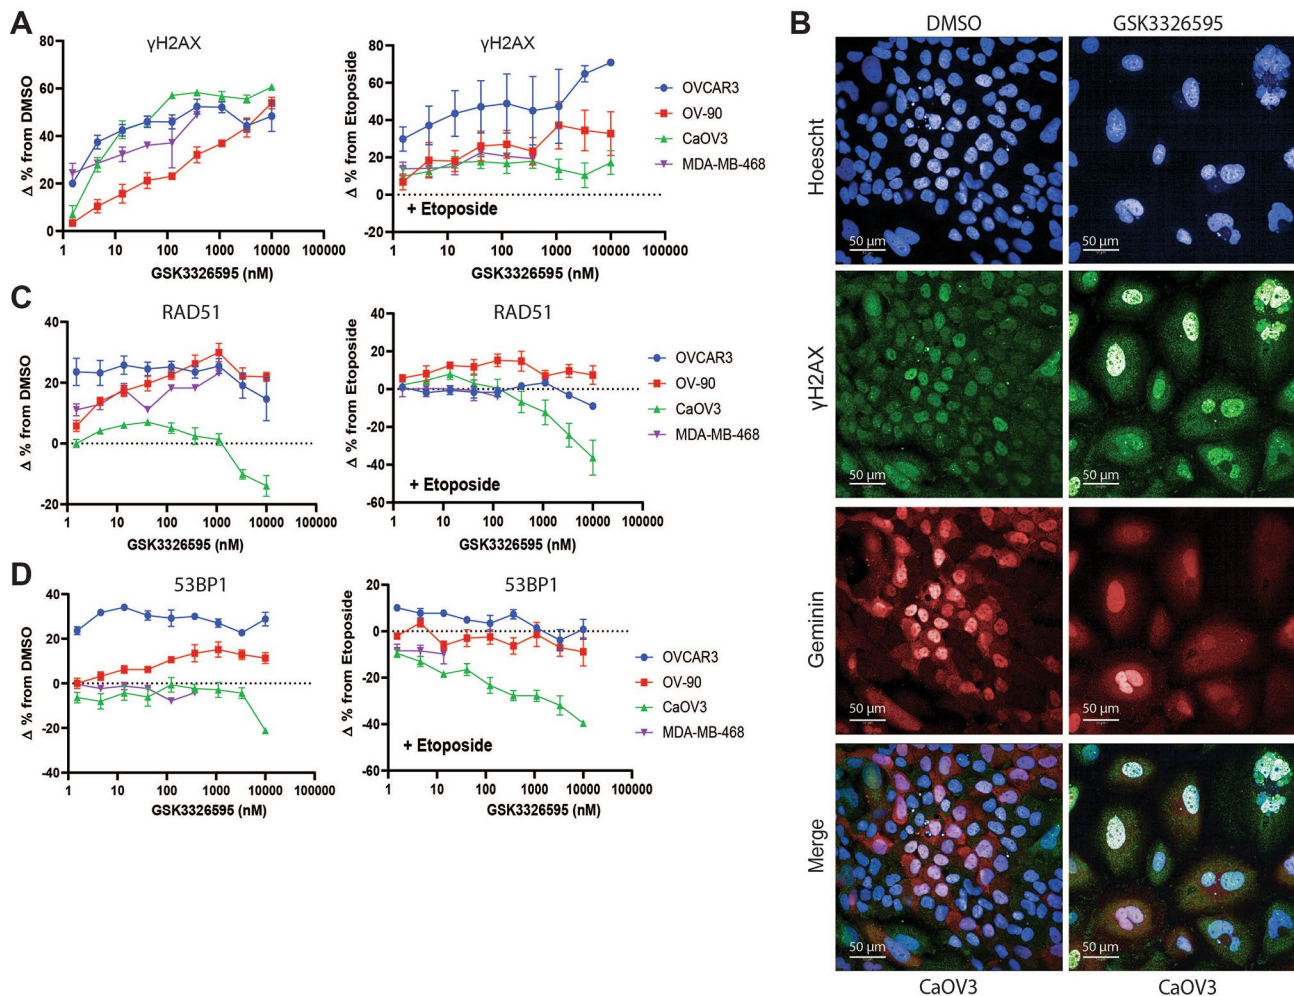 A
γH2AX
Δ % from DMSO
80
60
40
20
0
1
10
100
1000
10000
100000
GSK3326595 (nM)
γH2AX
Δ % from Etoposide
80
60
40
20
0
-20
+ Etoposide
1
10
100
1000
10000
100000
GSK3326595 (nM)
OVCAR3
OV-90
CaOV3
MDA-MB-468
B
DMSO
GSK3326595
Hoescht
50 µm
50 µm
γH2AX
50 µm
50 µm
Geminin
50 µm
50 µm
Merge
50 µm
50 µm
CaOV3
CaOV3
C
RAD51
Δ % from DMSO
40
20
0
-20
1
10
100
1000
10000
100000
GSK3326595 (nM)
RAD51
Δ % from Etoposide
40
20
0
-20
-40
-60
+ Etoposide
1
10
100
1000
10000
100000
GSK3326595 (nM)
OVCAR3
OV-90
CaOV3
MDA-MB-468
D
53BP1
Δ % from DMSO
40
20
0
-20
-40
1
10
100
1000
10000
100000
GSK3326595 (nM)
53BP1
Δ % from Etoposide
20
0
-20
-40
-60
+ Etoposide
1
10
100
1000
10000
100000
GSK3326595 (nM)
OVCAR3
OV-90
CaOV3
MDA-MB-468